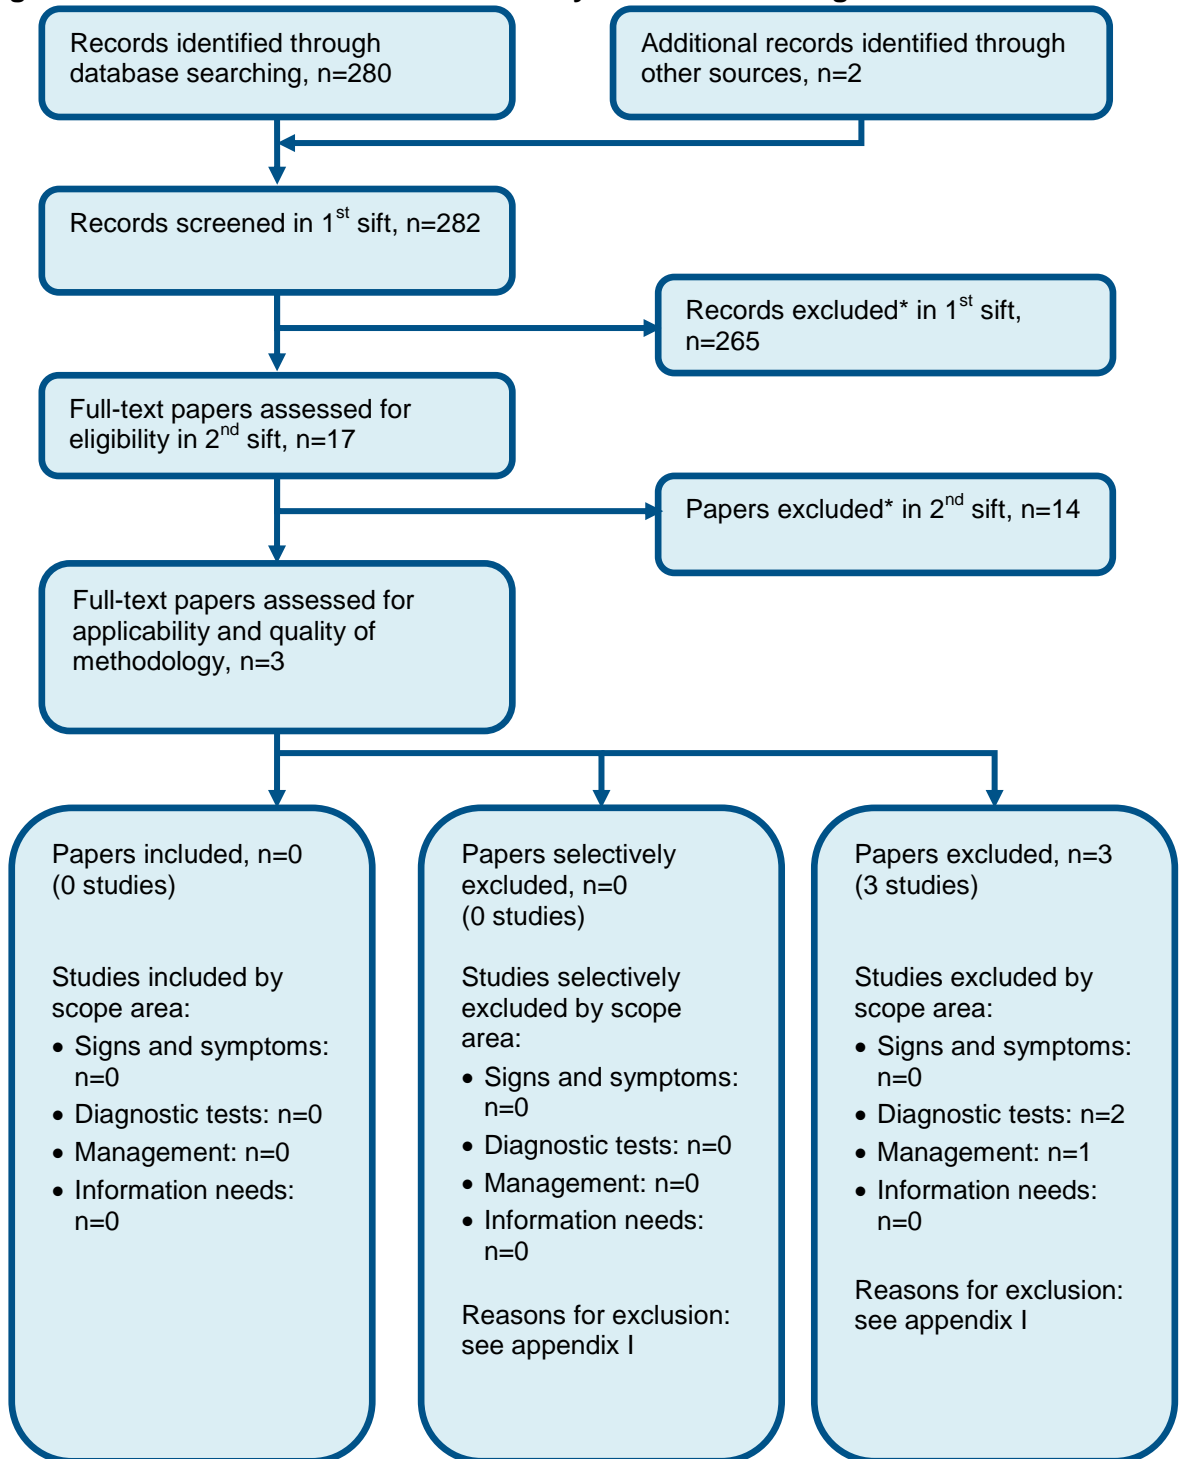 Records identified through
database searching, n=280
Additional records identified through
other sources, n=2
Records screened in 1st sift, n=282
Records excluded* in 1st sift,
n=265
Full-text papers assessed for
eligibility in 2nd sift, n=17
Papers excluded* in 2nd sift, n=14
Full-text papers assessed for
applicability and quality of
methodology, n=3
Papers included, n=0
(0 studies)
Studies included by
scope area:
• Signs and symptoms:
n=0
• Diagnostic tests: n=0
• Management: n=0
• Information needs:
n=0
Papers selectively
excluded, n=0
(0 studies)
Studies selectively
excluded by scope
area:
• Signs and symptoms:
n=0
• Diagnostic tests: n=0
• Management: n=0
• Information needs:
n=0
Reasons for exclusion:
see appendix I
Papers excluded, n=3
(3 studies)
Studies excluded by
scope area:
• Signs and symptoms:
n=0
• Diagnostic tests: n=2
• Management: n=1
• Information needs:
n=0
Reasons for exclusion:
see appendix I